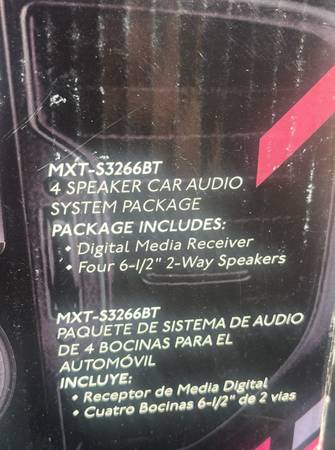 MXT-S3266BT
4 SPEAKER CAR AUDIO
SYSTEM PACKAGE
PACKAGE INCLUDES:
• Digital Media Receiver
• Four 6-1/2" 2-Way Speakers
MXT-S3266BT
PAQUETE DE SISTEMA DE AUDIO
DE 4 BOCINAS PARA EL
AUTOMÓVIL
INCLUYE:
• Receptor de Media Digital
• Cuatro Bocinas 6-1/2" de 2 vias